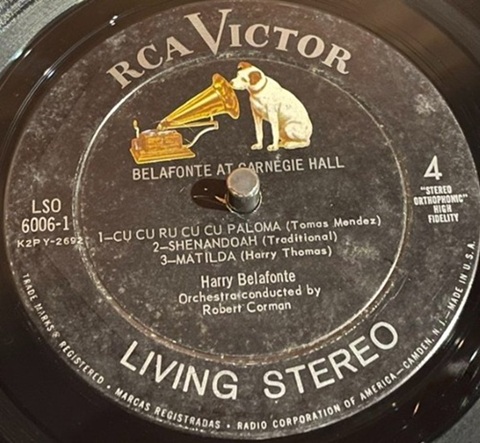 RCA VICTOR
BELAFONTE AT CARNEGIE HALL
LSO
6006-1
K2PY-2692
4
"STEREO
ORTHOPHONIC"
HIGH
FIDELITY
1—CU CU RU CU CU PALOMA (Tomas Mendez)
2—SHENANDOAH (Traditional)
3—MATILDA (Harry Thomas)
Harry Belafonte
Orchestra conducted by
Robert Corman
LIVING STEREO
TRADE MARKS ® REGISTERED • MARCAS REGISTRADAS • RADIO CORPORATION OF AMERICA—CAMDEN, N. J.—MADE IN U.S.A.